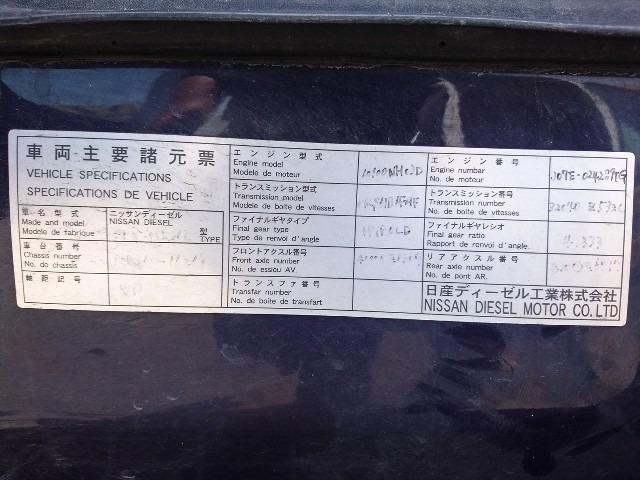 車両主要諸元票
VEHICLE SPECIFICATIONS
SPECIFICATIONS DE VEHICLE
車名型式
Made and model
Modele de fabrique
ニッサンディーゼル
NISSAN DIESEL
型
TYPE
車台番号
Chassis number
No. de chassis
軸距記号
エンジン型式
Engine model
Modele de moteur
トランスミッション型式
Transmission model
Modele de boite de vitesses
ファイナルギヤタイプ
Final gear type
Type de renvoi d'angle
フロントアクスル番号
Front axle number
No. de essieu AV.
トランスファ番号
Transfar number
No. de boite de transfart
エンジン番号
Engine numbar
No. de moteur
トランスミッション番号
Transmission number
No. de boite de vitesses
ファイナルギヤレシオ
Final gear ratio
Rapport de renvoi d'angle
4.333
リアアクスル番号
Rear axle number
No. de pont AR.
日産ディーゼル工業株式会社
NISSAN DIESEL MOTOR CO. LTD